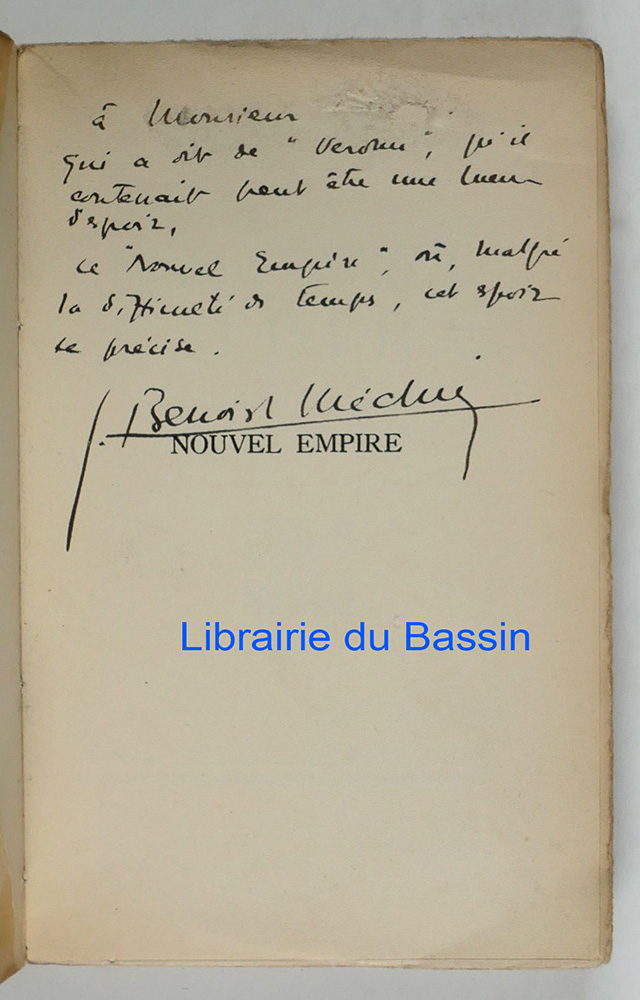 à Monsieur
qui a dit de "Verdun", qu'il
contenait peut être une lueur
d'espoir,
ce "Nouvel Empire", où, malgré
la difficulté des temps, cet espoir
se précise.
J. Benoist Méchin
NOUVEL EMPIRE
Librairie du Bassin